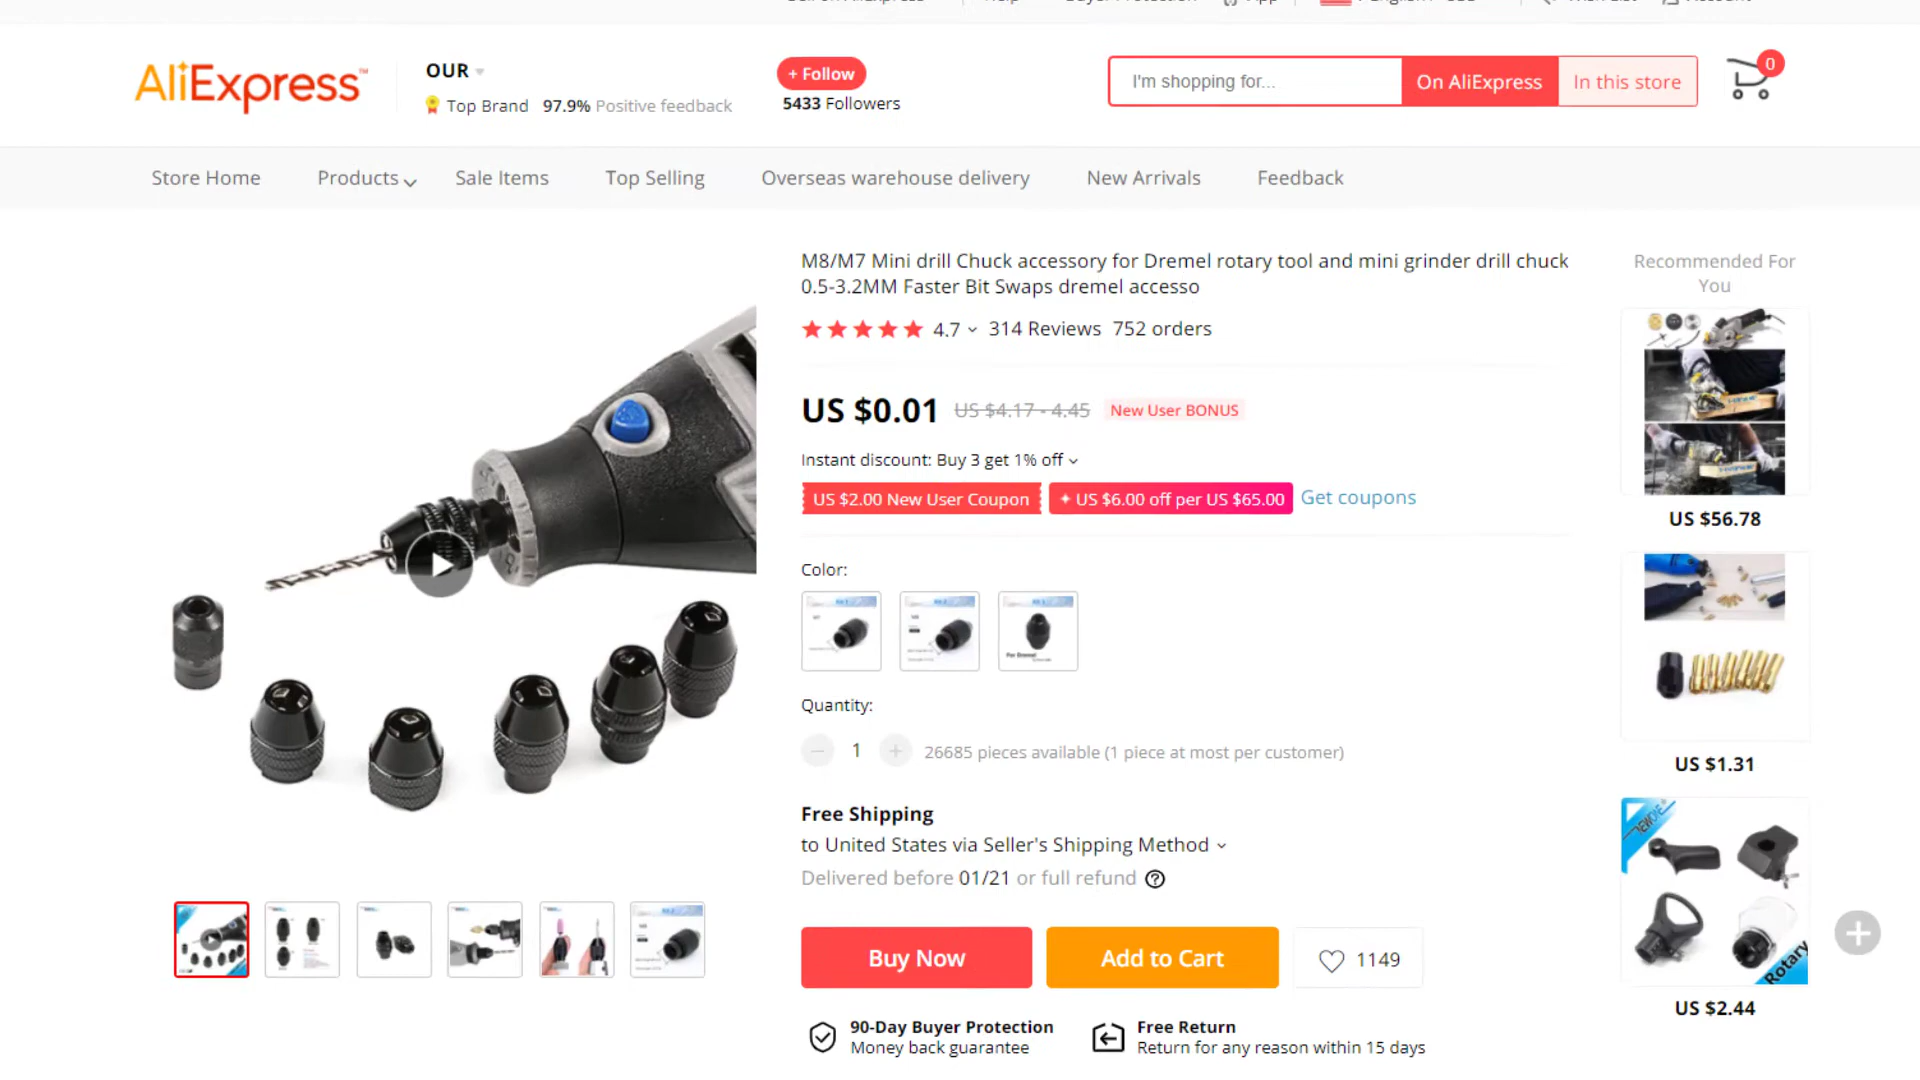 AliExpress™
OUR
Top Brand 97.9% Positive feedback
+ Follow
5433 Followers
I'm shopping for...
On AliExpress
In this store
0
Store Home
Products
Sale Items
Top Selling
Overseas warehouse delivery
New Arrivals
Feedback
M8/M7 Mini drill Chuck accessory for Dremel rotary tool and mini grinder drill chuck
0.5-3.2MM Faster Bit Swaps dremel accesso
4.7 314 Reviews 752 orders
US $0.01 US $4.17 - 4.45 New User BONUS
Instant discount: Buy 3 get 1% off
US $2.00 New User Coupon
US $6.00 off per US $65.00
Get coupons
Color:
For Dremel
Quantity:
− 1 + 26685 pieces available (1 piece at most per customer)
Free Shipping
to United States via Seller's Shipping Method
Delivered before 01/21 or full refund
Buy Now
Add to Cart
1149
90-Day Buyer Protection
Money back guarantee
Free Return
Return for any reason within 15 days
Recommended For
You
US $56.78
US $1.31
NEWONE
Rotary
US $2.44